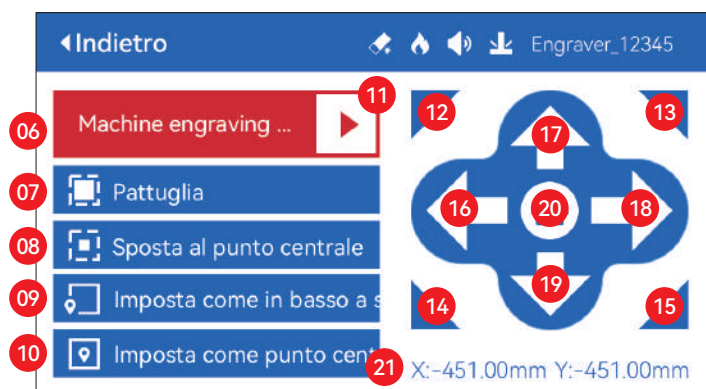 Indietro Engraver_12345
11
12 13
06 Machine engraving ...
17
07 Pattuglia
16 20 18
08 Sposta al punto centrale
09 Imposta come in basso a s
19
14 15
10 Imposta come punto cent
21 X:-451.00mm Y:-451.00mm